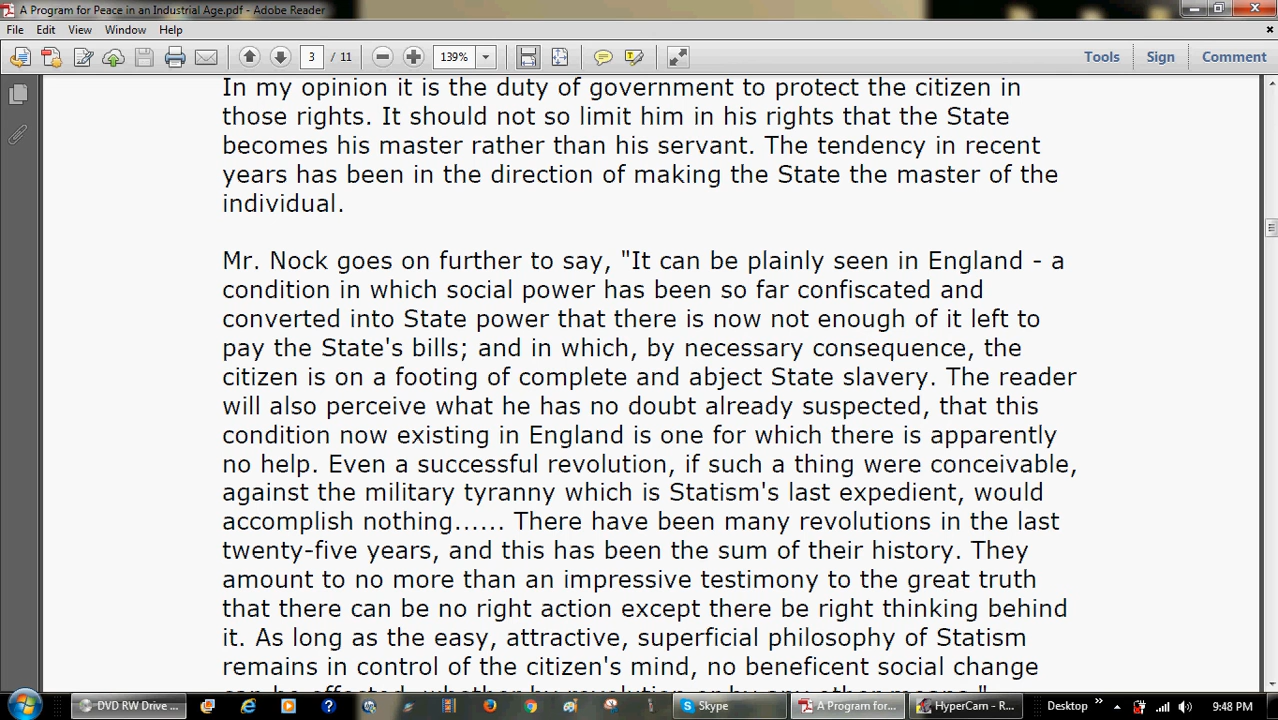 A Program for Peace in an Industrial Age.pdf - Adobe Reader
File Edit View Window Help
3 / 11 139% Tools Sign Comment
In my opinion it is the duty of government to protect the citizen in
those rights. It should not so limit him in his rights that the State
becomes his master rather than his servant. The tendency in recent
years has been in the direction of making the State the master of the
individual.
Mr. Nock goes on further to say, "It can be plainly seen in England - a
condition in which social power has been so far confiscated and
converted into State power that there is now not enough of it left to
pay the State's bills; and in which, by necessary consequence, the
citizen is on a footing of complete and abject State slavery. The reader
will also perceive what he has no doubt already suspected, that this
condition now existing in England is one for which there is apparently
no help. Even a successful revolution, if such a thing were conceivable,
against the military tyranny which is Statism's last expedient, would
accomplish nothing...... There have been many revolutions in the last
twenty-five years, and this has been the sum of their history. They
amount to no more than an impressive testimony to the great truth
that there can be no right action except there be right thinking behind
it. As long as the easy, attractive, superficial philosophy of Statism
remains in control of the citizen's mind, no beneficent social change
can be effected, whether by revolution or by any other means."
DVD RW Drive ... Skype A Program for... HyperCam - R... Desktop 9:48 PM